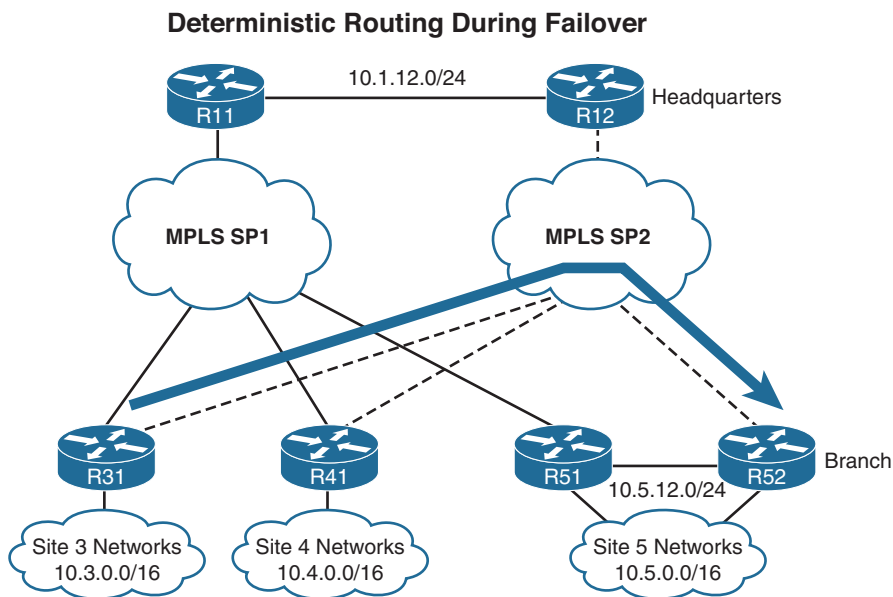 Deterministic Routing During Failover
10.1.12.0/24
R11
R12
Headquarters
MPLS SP1
MPLS SP2
R31
R41
R51
R52
Branch
10.5.12.0/24
Site 3 Networks
10.3.0.0/16
Site 4 Networks
10.4.0.0/16
Site 5 Networks
10.5.0.0/16